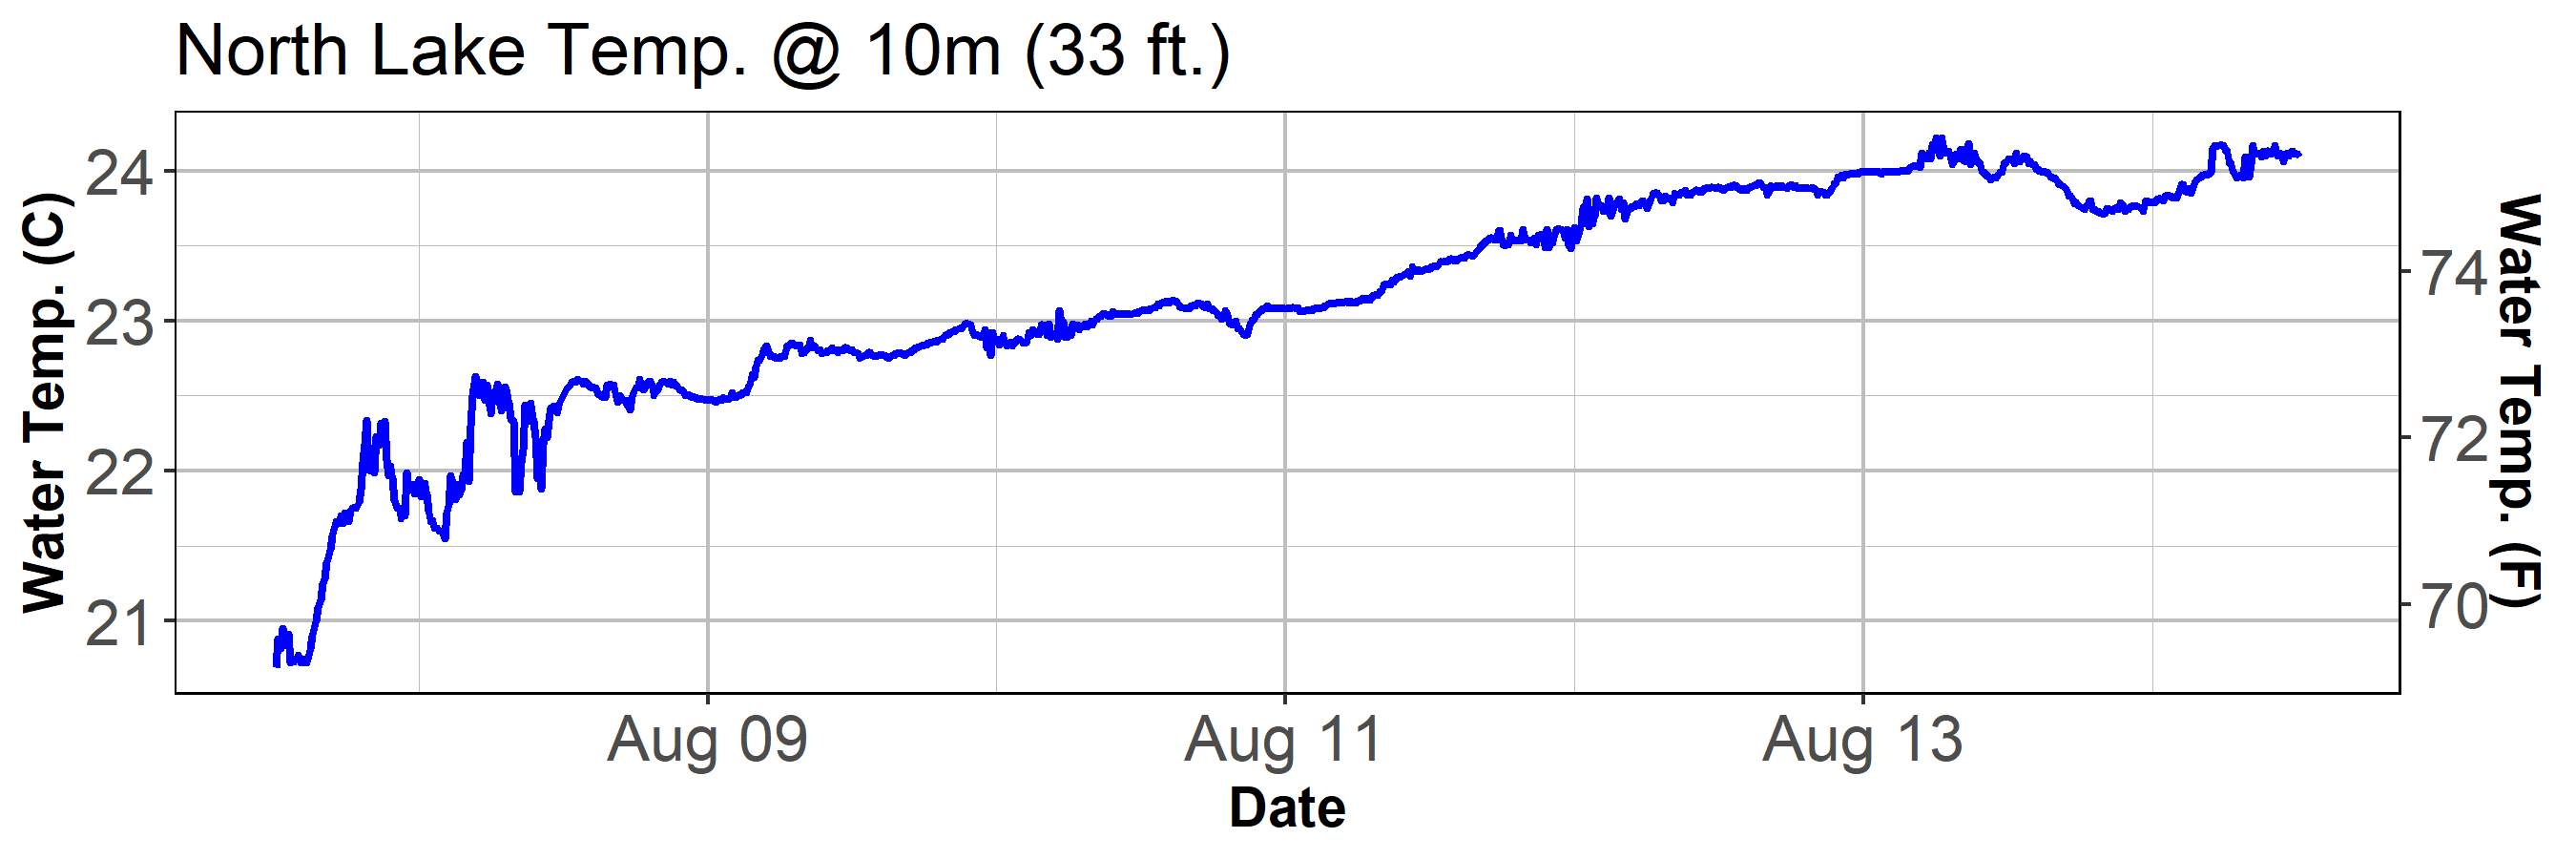 North Lake Temp. @ 10m (33 ft.)
Water Temp. (C)
24
23
22
21
74
72
70
Water Temp. (F)
Aug 09
Aug 11
Aug 13
Date